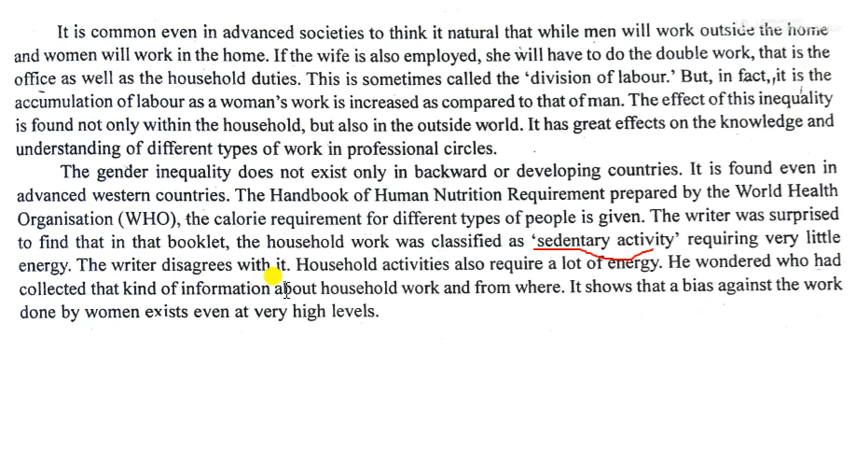 It is common even in advanced societies to think it natural that while men will work outside the home
and women will work in the home. If the wife is also employed, she will have to do the double work, that is the
office as well as the household duties. This is sometimes called the ‘division of labour.’ But, in fact, it is the
accumulation of labour as a woman’s work is increased as compared to that of man. The effect of this inequality
is found not only within the household, but also in the outside world. It has great effects on the knowledge and
understanding of different types of work in professional circles.
The gender inequality does not exist only in backward or developing countries. It is found even in
advanced western countries. The Handbook of Human Nutrition Requirement prepared by the World Health
Organisation (WHO), the calorie requirement for different types of people is given. The writer was surprised
to find that in that booklet, the household work was classified as ‘sedentary activity’ requiring very little
energy. The writer disagrees with it. Household activities also require a lot of energy. He wondered who had
collected that kind of information about household work and from where. It shows that a bias against the work
done by women exists even at very high levels.